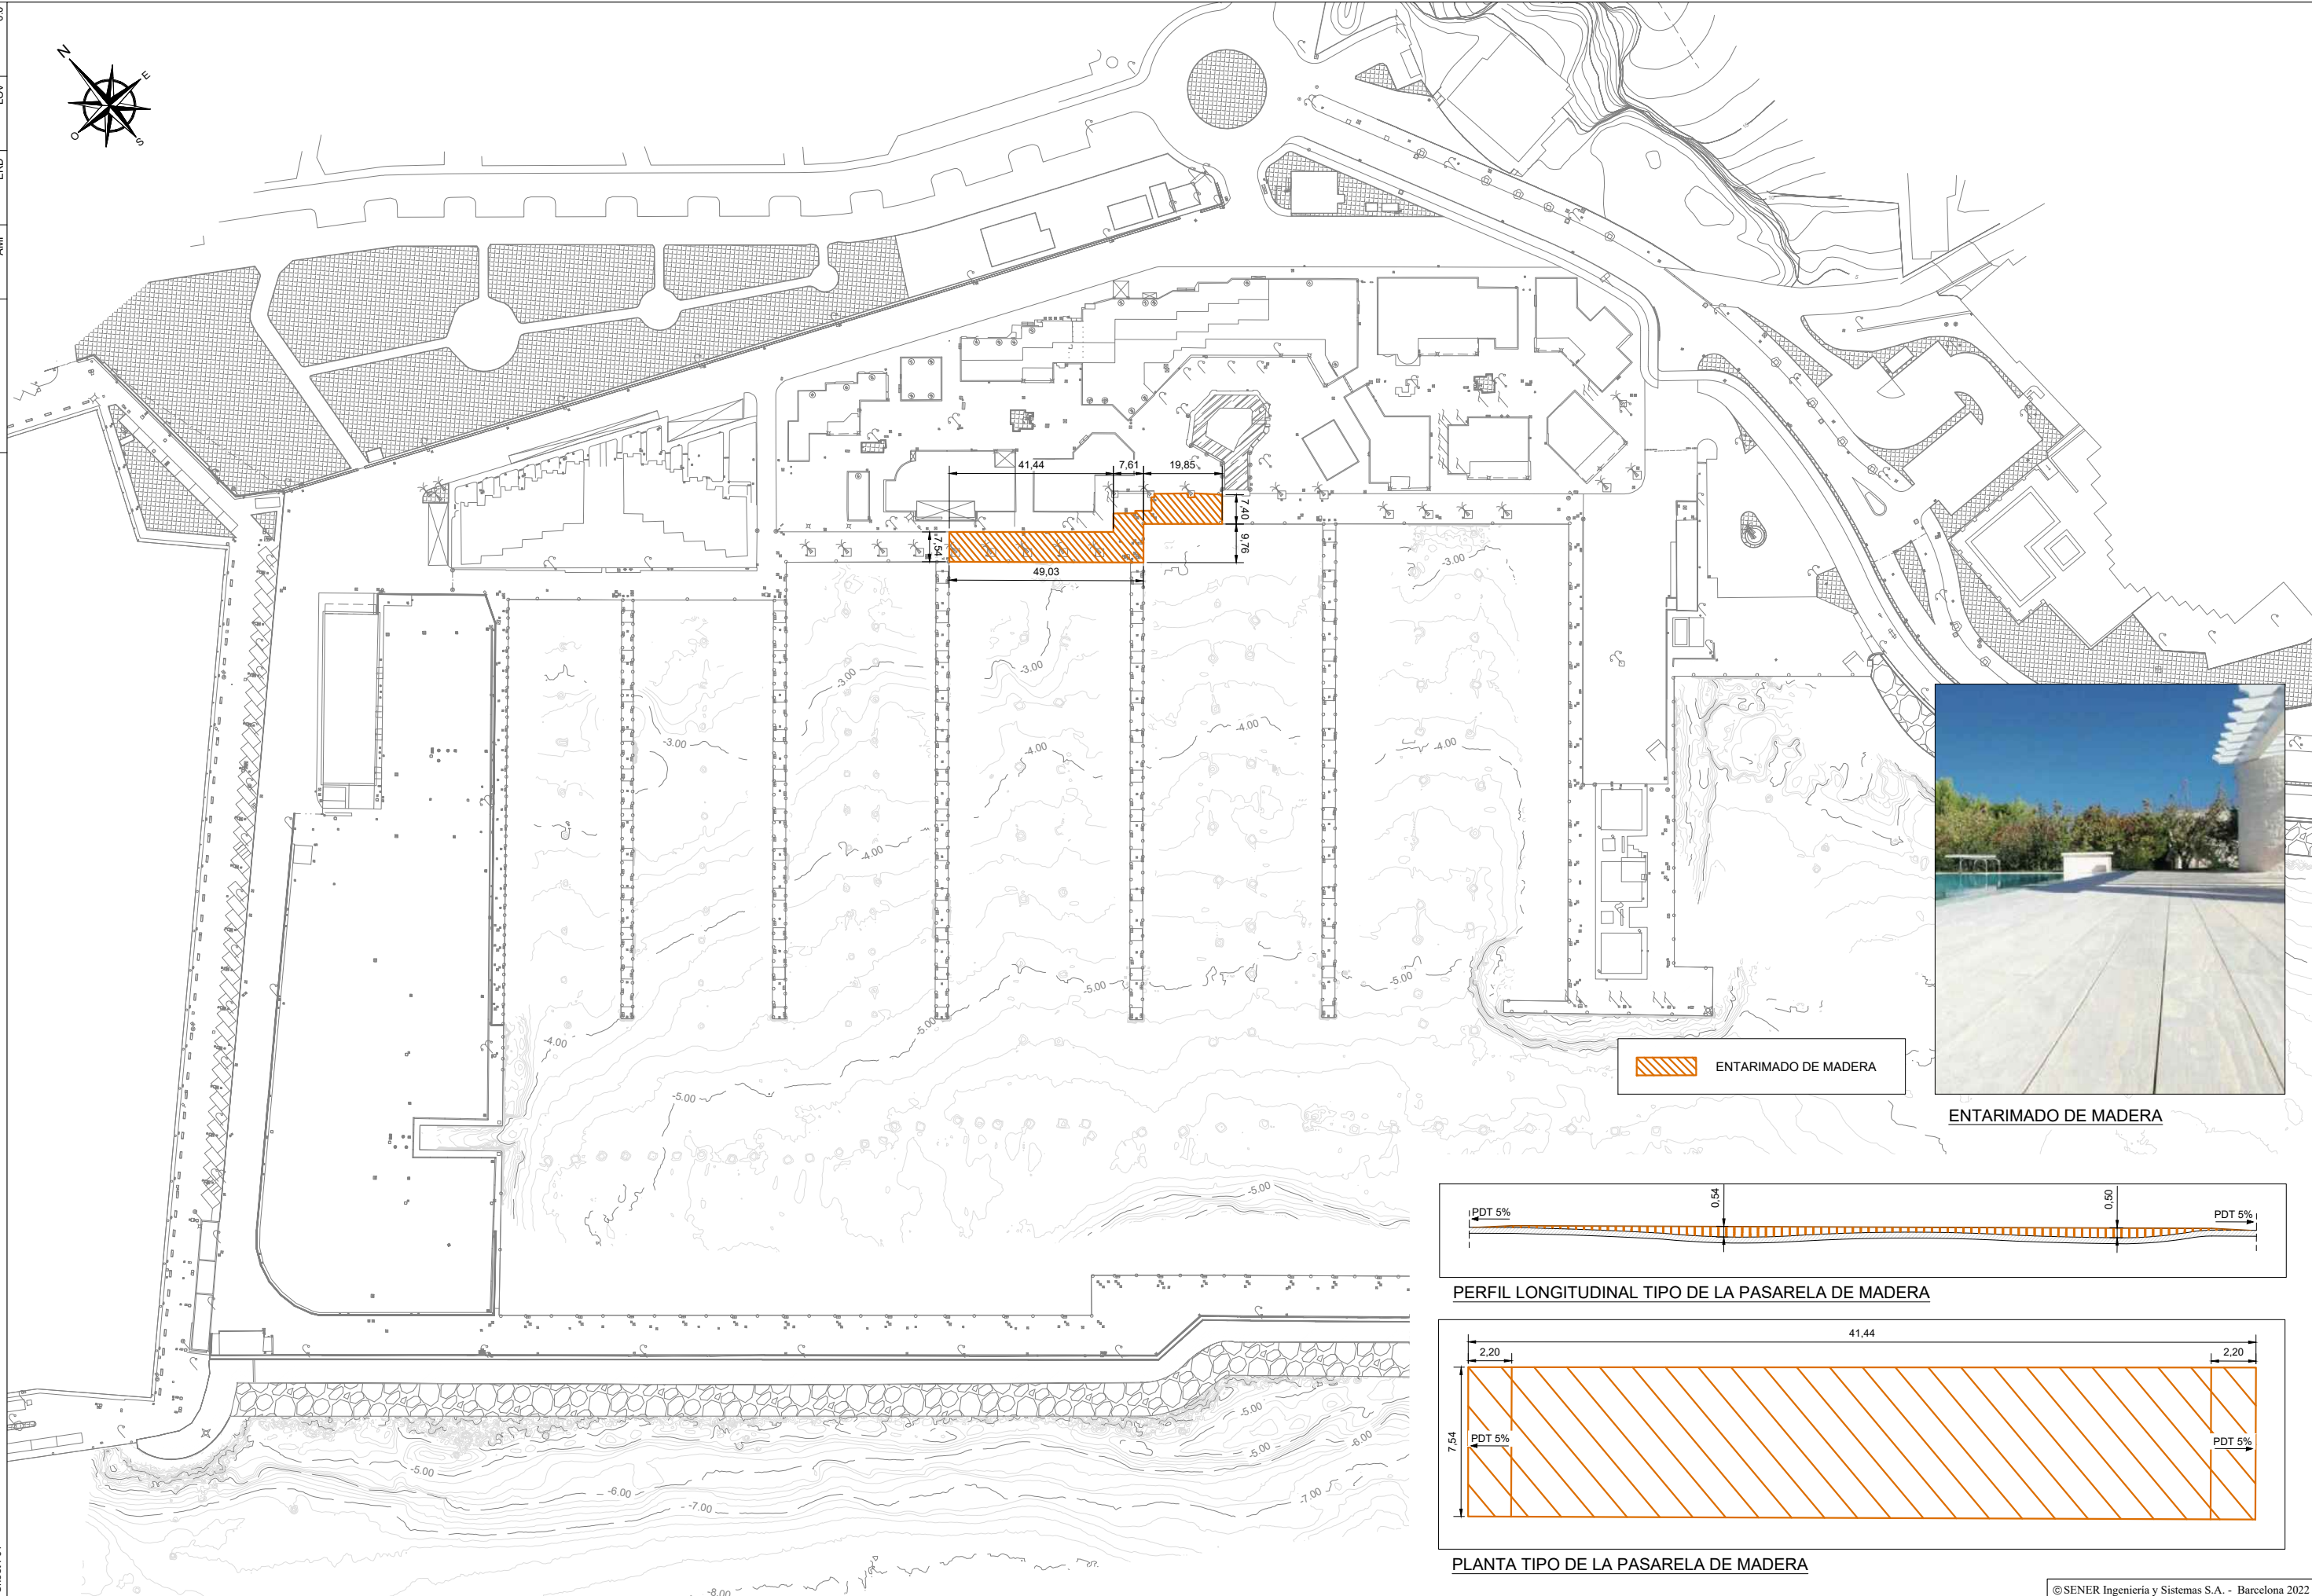 N
E
O
S
41,44
7,61
19,85
7,40
9,76
7,54
49,03
-3.00
-3.00
-3.00
-3.00
-4.00
-4.00
-4.00
-4.00
-5.00
-5.00
-5.00
-4.00
-5.00
-5.00
ENTARIMADO DE MADERA
ENTARIMADO DE MADERA
PDT 5%
0,54
0,50
PDT 5%
PERFIL LONGITUDINAL TIPO DE LA PASARELA DE MADERA
41,44
2,20
2,20
7,54
PDT 5%
PDT 5%
PLANTA TIPO DE LA PASARELA DE MADERA
-5.00
-5.00
-6.00
-5.00
-6.00
-7.00
-7.00
-8.00
©SENER Ingeniería y Sistemas S.A. - Barcelona 2022